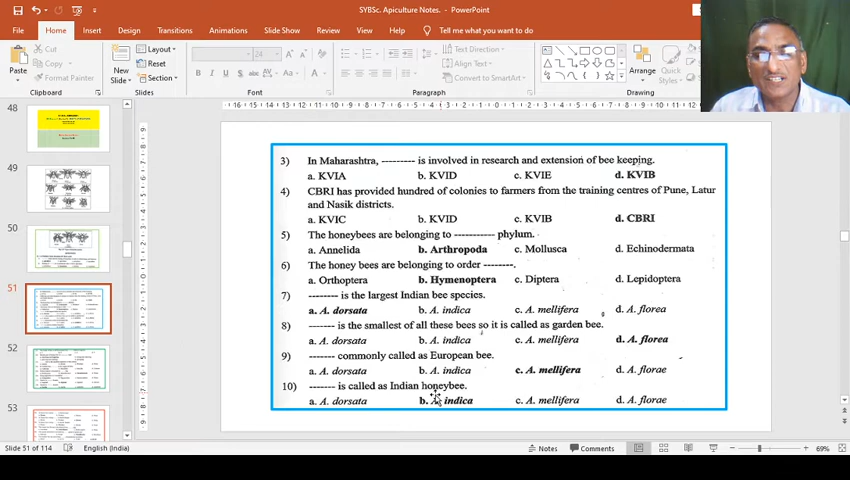 SYBSc. Apiculture Notes. - PowerPoint
File Home Insert Design Transitions Animations Slide Show Review View Help Tell me what you want to do
Cut
Copy
Format Painter
Paste
Clipboard
New Slide
Layout
Reset
Section
Slides
24
B I U S
Font
Paragraph
Text Direction
Align Text
Convert to SmartArt
Arrange
Quick
Styles
Drawing
48
49
50
51
52
53
3) In Maharashtra, --------- is involved in research and extension of bee keeping.
a. KVIA b. KVID c. KVIE d. KVIB
4) CBRI has provided hundred of colonies to farmers from the training centres of Pune, Latur
and Nasik districts.
a. KVIC b. KVID c. KVIB d. CBRI
5) The honeybees are belonging to ----------- phylum.
a. Annelida b. Arthropoda c. Mollusca d. Echinodermata
6) The honey bees are belonging to order --------.
a. Orthoptera b. Hymenoptera c. Diptera d. Lepidoptera
7) -------- is the largest Indian bee species.
a. A. dorsata b. A. indica c. A. mellifera d. A. florea
8) ------- is the smallest of all these bees so it is called as garden bee.
a. A. dorsata b. A. indica c. A. mellifera d. A. florea
9) ------- commonly called as European bee.
a. A. dorsata b. A. indica c. A. mellifera d. A. florae
10) ------- is called as Indian honeybee.
a. A. dorsata b. A. indica c. A. mellifera d. A. florae
Slide 51 of 114 English (India) Notes Comments 69%